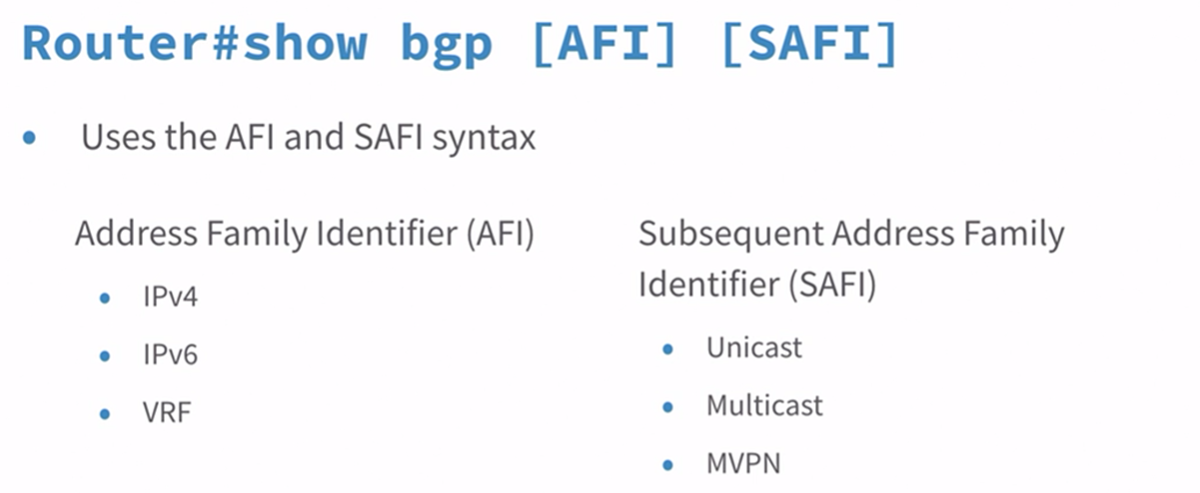 Router#show bgp [AFI] [SAFI]
• Uses the AFI and SAFI syntax
Address Family Identifier (AFI)
• IPv4
• IPv6
• VRF
Subsequent Address Family
Identifier (SAFI)
• Unicast
• Multicast
• MVPN